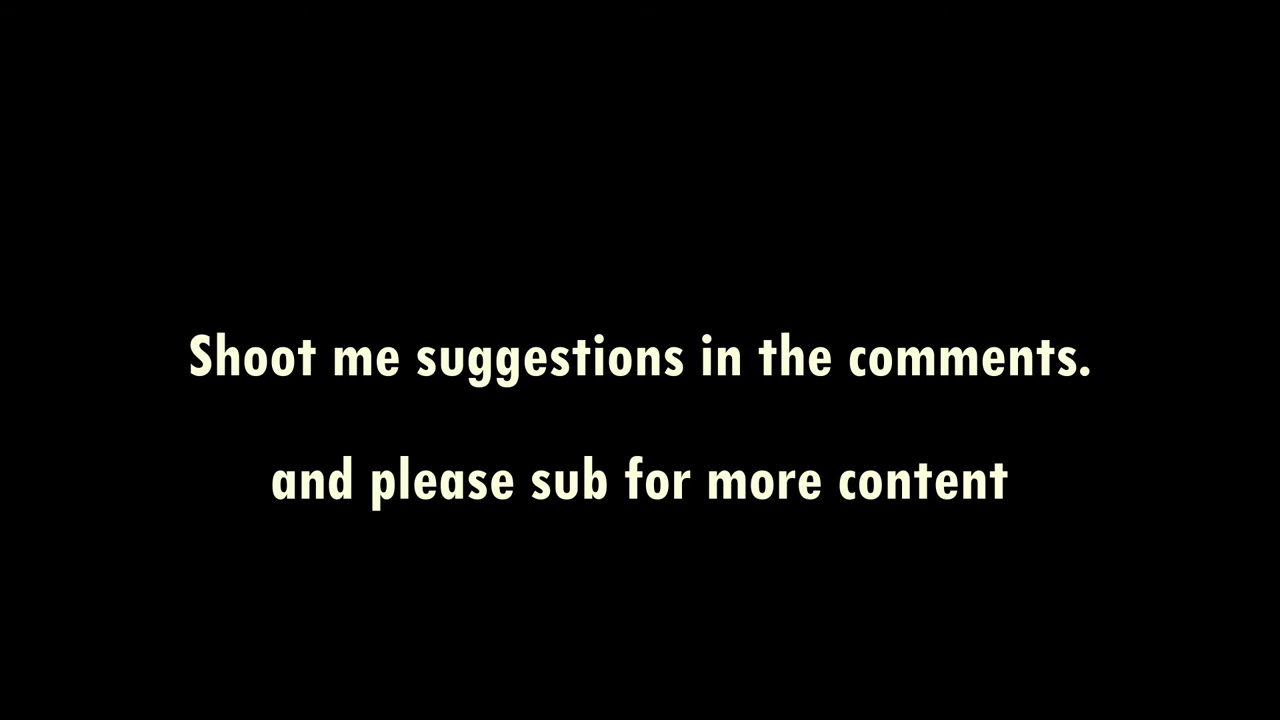 Shoot me suggestions in the comments.
and please sub for more content